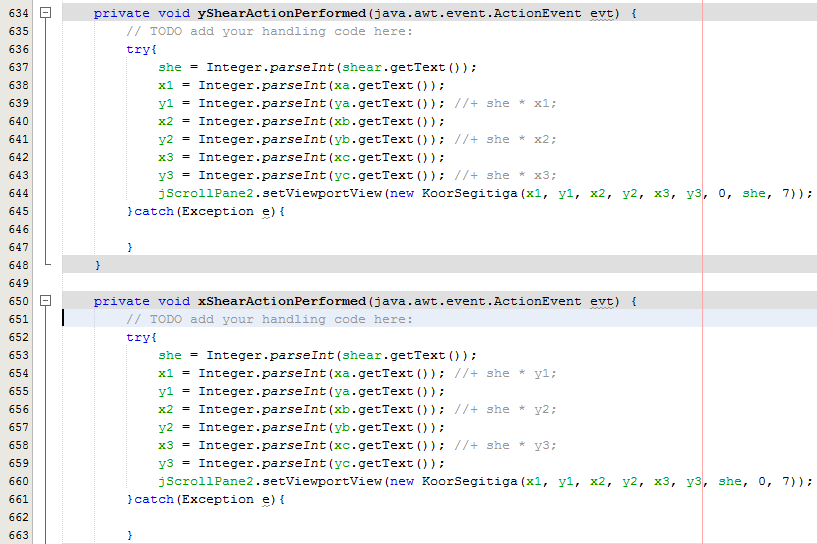 634 private void yShearActionPerformed(java.awt.event.ActionEvent evt) {
635 // TODO add your handling code here:
636 try{
637 she = Integer.parseInt(shear.getText());
638 x1 = Integer.parseInt(xa.getText());
639 y1 = Integer.parseInt(ya.getText()); //+ she * x1;
640 x2 = Integer.parseInt(xb.getText());
641 y2 = Integer.parseInt(yb.getText()); //+ she * x2;
642 x3 = Integer.parseInt(xc.getText());
643 y3 = Integer.parseInt(yc.getText()); //+ she * x3;
644 jScrollPane2.setViewportView(new KoorSegitiga(x1, y1, x2, y2, x3, y3, 0, she, 7));
645 }catch(Exception e){
646
647 }
648 }
649
650 private void xShearActionPerformed(java.awt.event.ActionEvent evt) {
651 // TODO add your handling code here:
652 try{
653 she = Integer.parseInt(shear.getText());
654 x1 = Integer.parseInt(xa.getText()); //+ she * y1;
655 y1 = Integer.parseInt(ya.getText());
656 x2 = Integer.parseInt(xb.getText()); //+ she * y2;
657 y2 = Integer.parseInt(yb.getText());
658 x3 = Integer.parseInt(xc.getText()); //+ she * y3;
659 y3 = Integer.parseInt(yc.getText());
660 jScrollPane2.setViewportView(new KoorSegitiga(x1, y1, x2, y2, x3, y3, she, 0, 7));
661 }catch(Exception e){
662
663 }